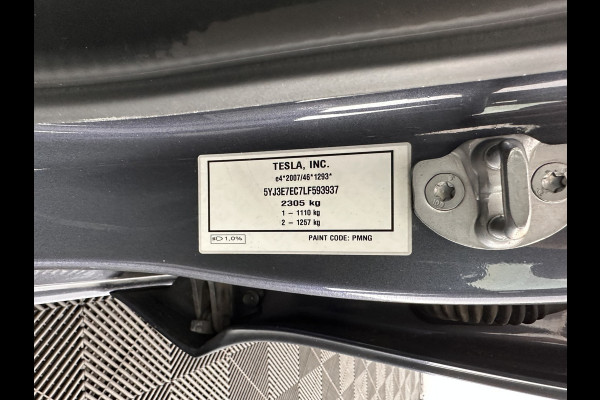 TESLA, INC.
e4*2007/46*1293*
5YJ3E7EC7LF593937
2305 kg
1 – 1110 kg
2 – 1257 kg
1,0%
PAINT CODE: PMNG